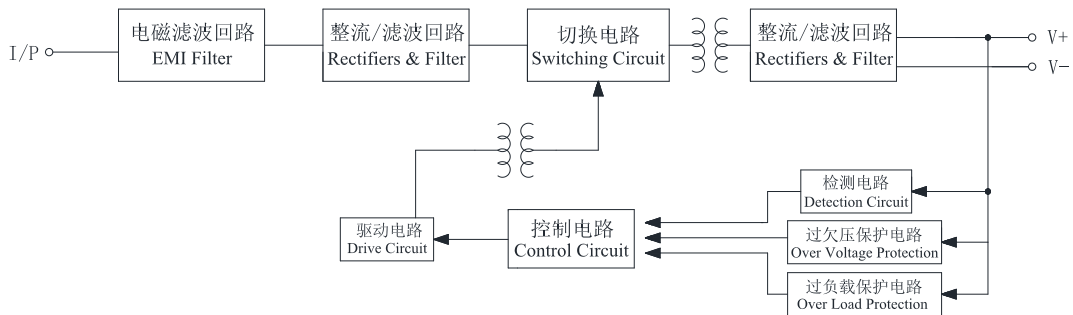 I/P
电磁滤波回路
EMI Filter
整流/滤波回路
Rectifiers & Filter
切换电路
Switching Circuit
整流/滤波回路
Rectifiers & Filter
V+
V-
检测电路
Detection Circuit
驱动电路
Drive Circuit
控制电路
Control Circuit
过欠压保护电路
Over Voltage Protection
过负载保护电路
Over Load Protection